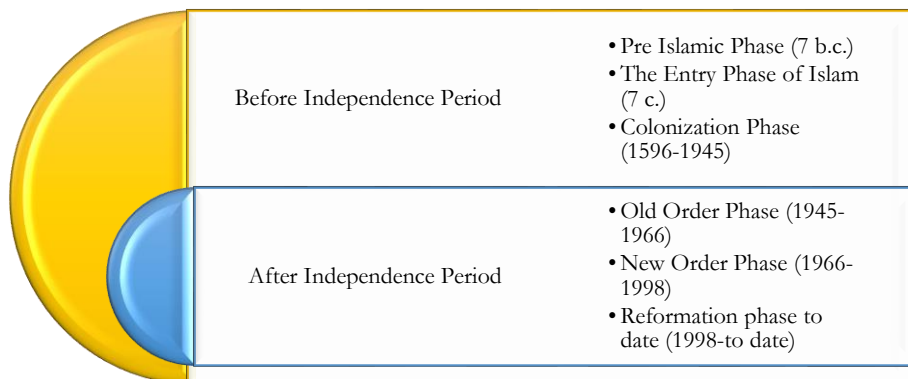 Before Independence Period
• Pre Islamic Phase (7 b.c.)
• The Entry Phase of Islam
(7 c.)
• Colonization Phase
(1596-1945)
After Independence Period
• Old Order Phase (1945-
1966)
• New Order Phase (1966-
1998)
• Reformation phase to
date (1998-to date)